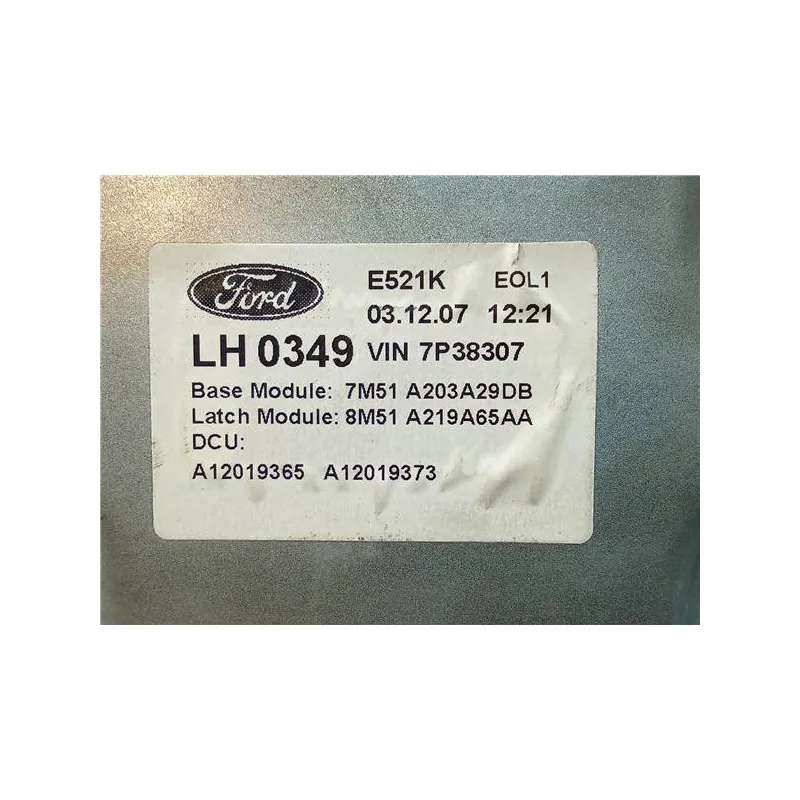 Ford E521K EOL1
03.12.07 12:21
LH 0349 VIN 7P38307
Base Module: 7M51 A203A29DB
Latch Module: 8M51 A219A65AA
DCU:
A12019365 A12019373